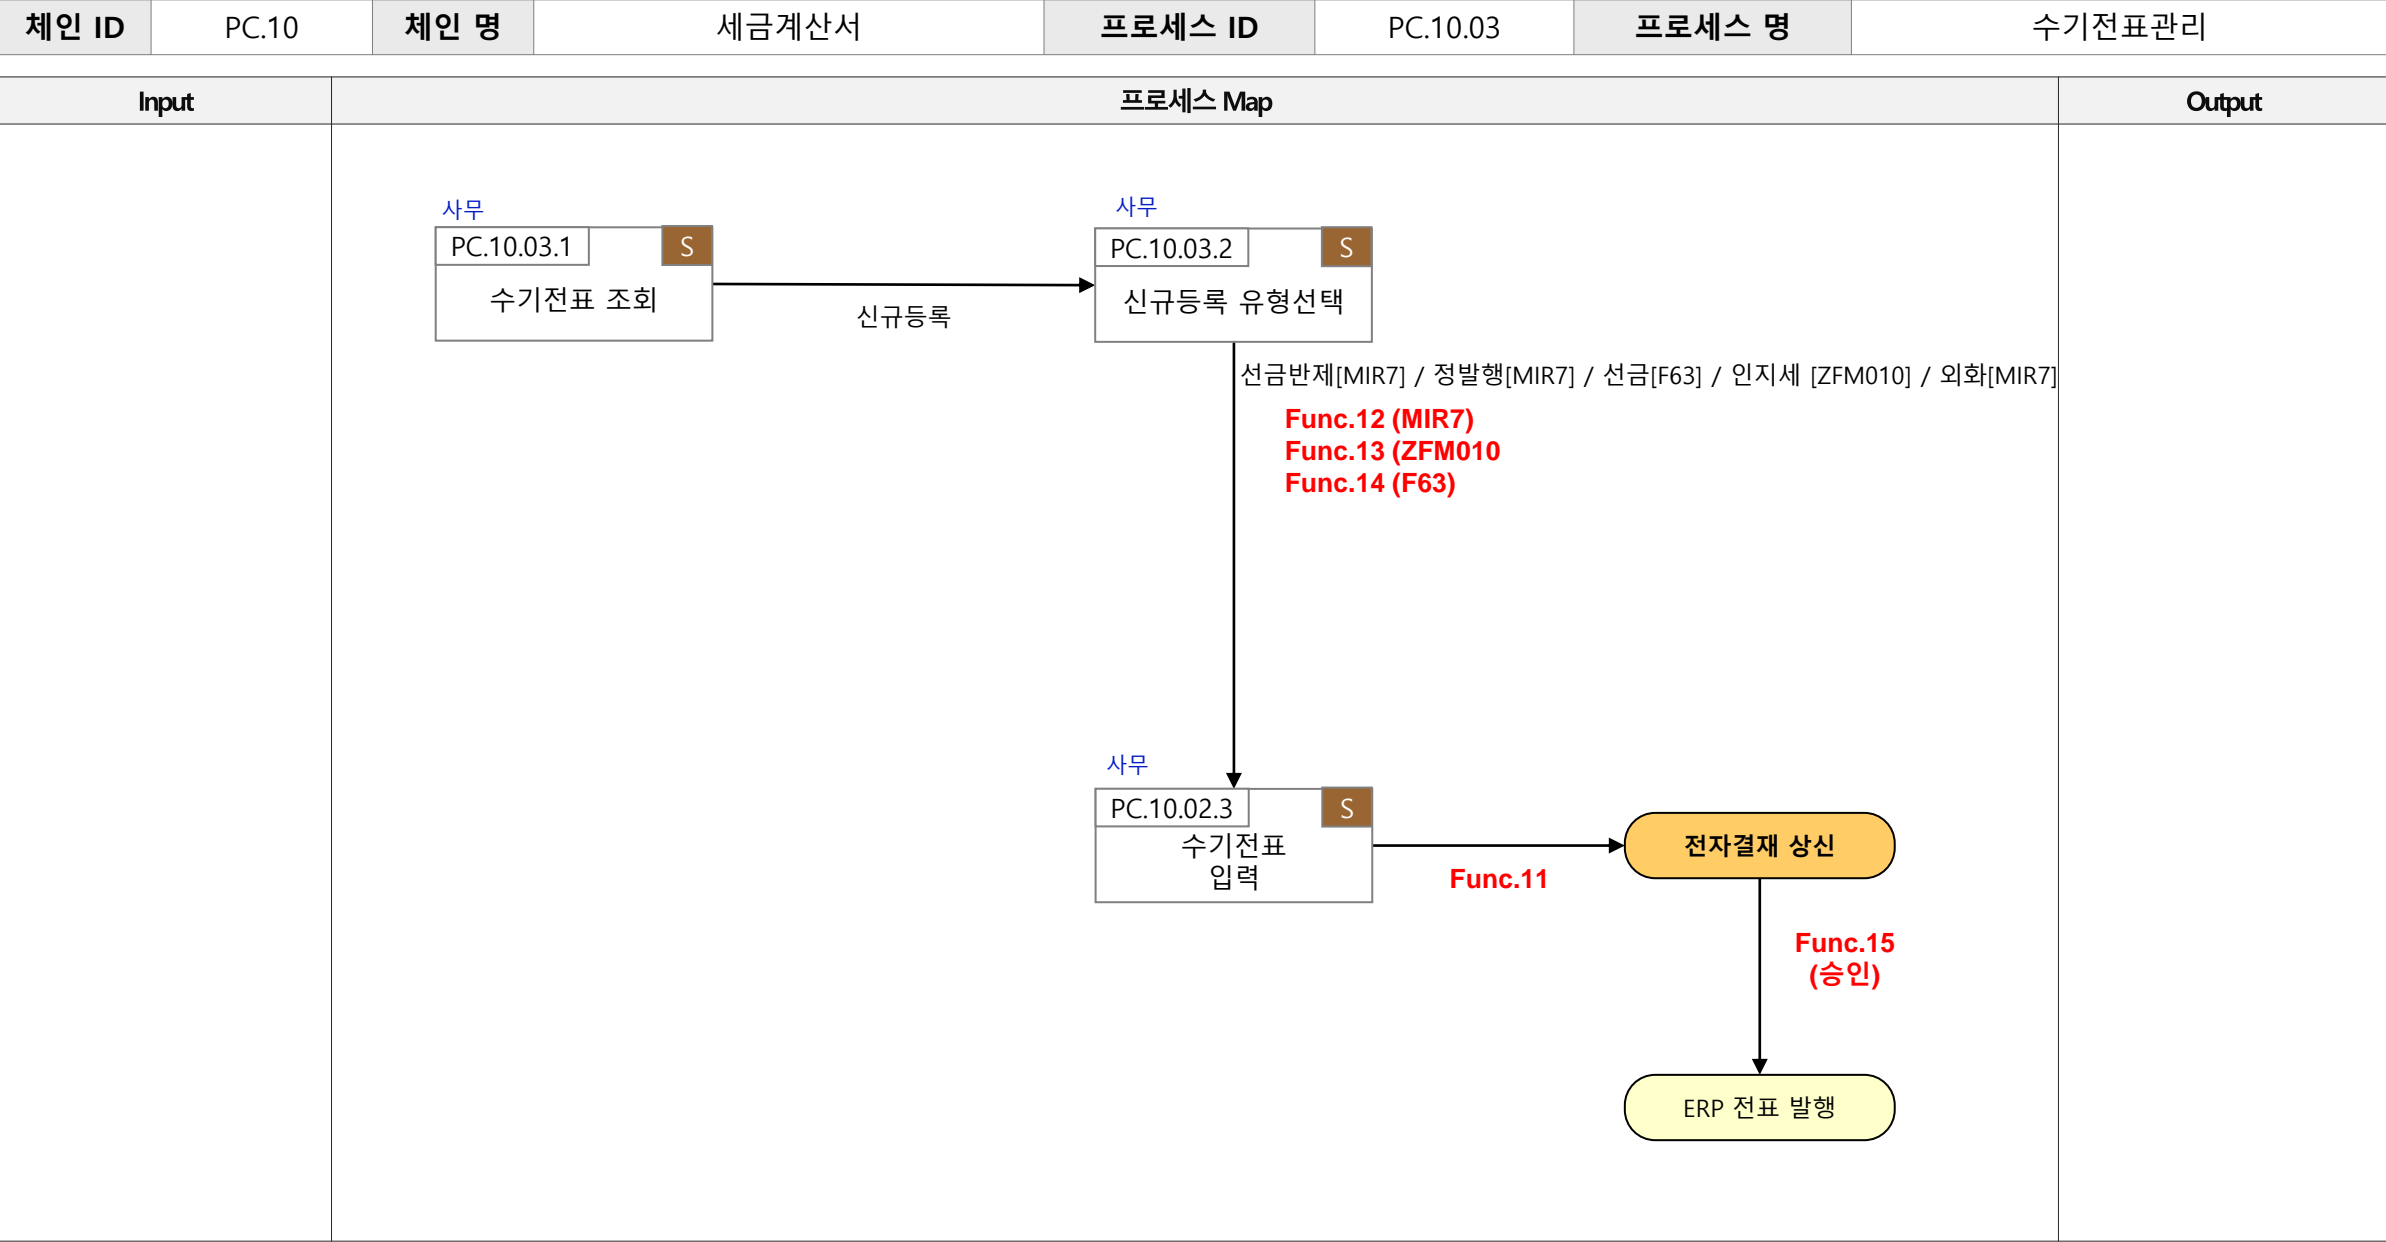 체인 ID PC.10 체인 명 세금계산서 프로세스 ID PC.10.03 프로세스 명 수기전표관리
Input 프로세스 Map Output
사무 사무
PC.10.03.1 S PC.10.03.2 S
수기전표 조회 신규등록 유형선택
신규등록
선금반제[MIR7] / 정발행[MIR7] / 선금[F63] / 인지세 [ZFM010] / 외화[MIR7]
Func.12 (MIR7)
Func.13 (ZFM010
Func.14 (F63)
사무
PC.10.02.3 S
수기전표
입력
전자결재 상신
Func.11
Func.15
(승인)
ERP 전표 발행